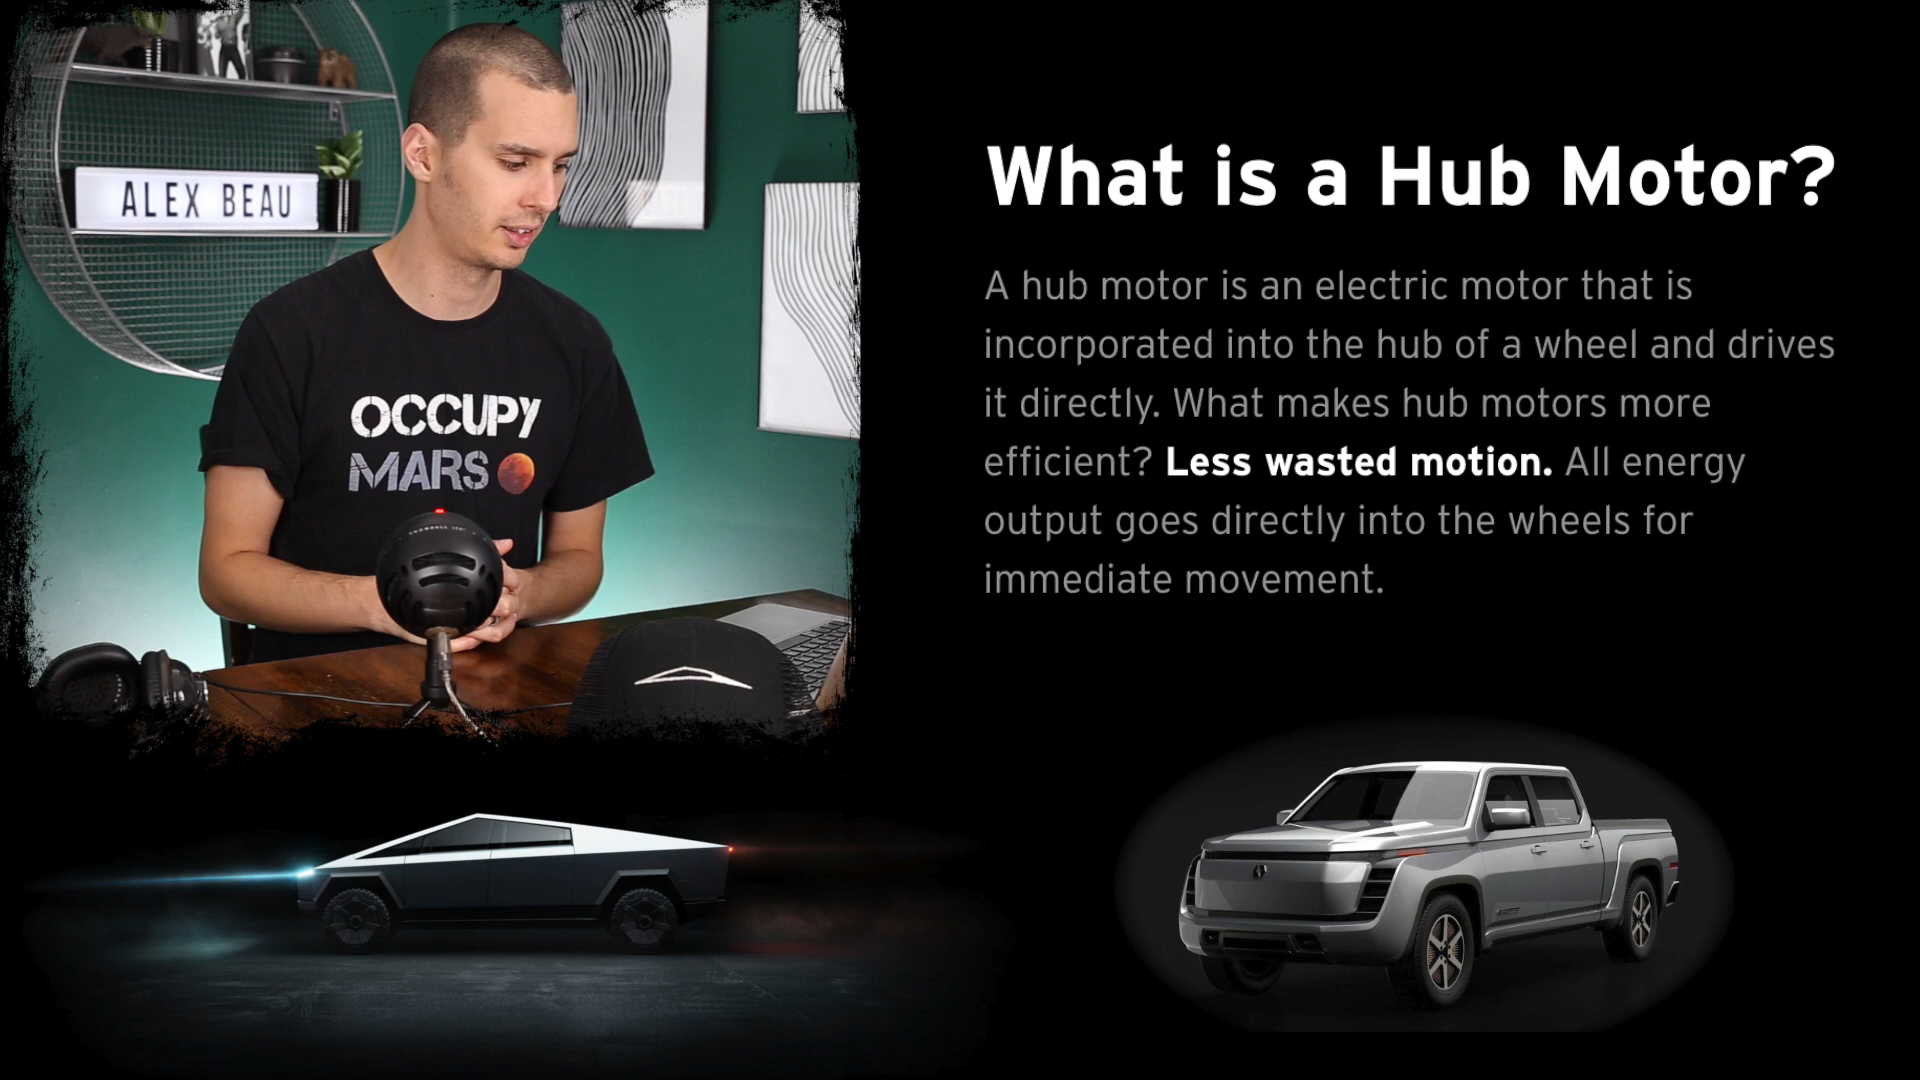 ALEX BEAU
OCCUPY
MARS
What is a Hub Motor?
A hub motor is an electric motor that is
incorporated into the hub of a wheel and drives
it directly. What makes hub motors more
efficient? Less wasted motion. All energy
output goes directly into the wheels for
immediate movement.